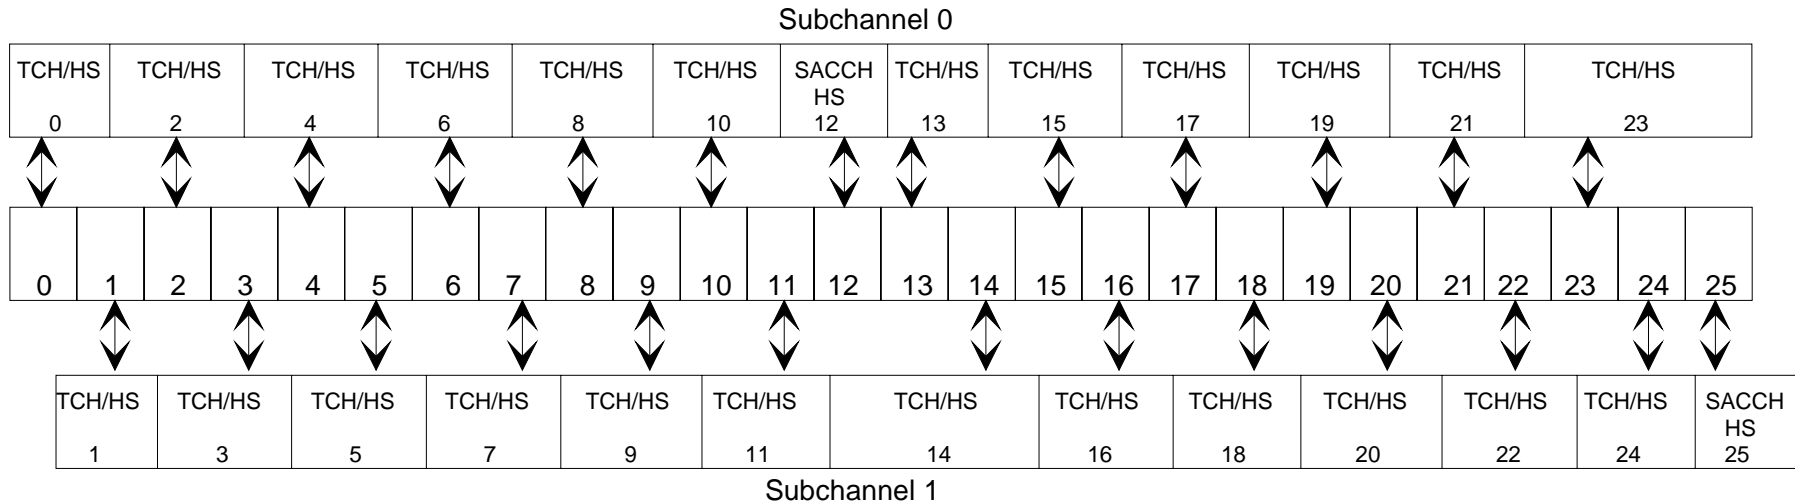 Subchannel 0
TCH/HS TCH/HS TCH/HS TCH/HS TCH/HS TCH/HS SACCH TCH/HS TCH/HS TCH/HS TCH/HS TCH/HS TCH/HS
HS
0 2 4 6 8 10 12 13 15 17 19 21 23
0 1 2 3 4 5 6 7 8 9 10 11 12 13 14 15 16 17 18 19 20 21 22 23 24 25
TCH/HS TCH/HS TCH/HS TCH/HS TCH/HS TCH/HS TCH/HS TCH/HS TCH/HS TCH/HS TCH/HS TCH/HS SACCH
HS
1 3 5 7 9 11 14 16 18 20 22 24 25
Subchannel 1